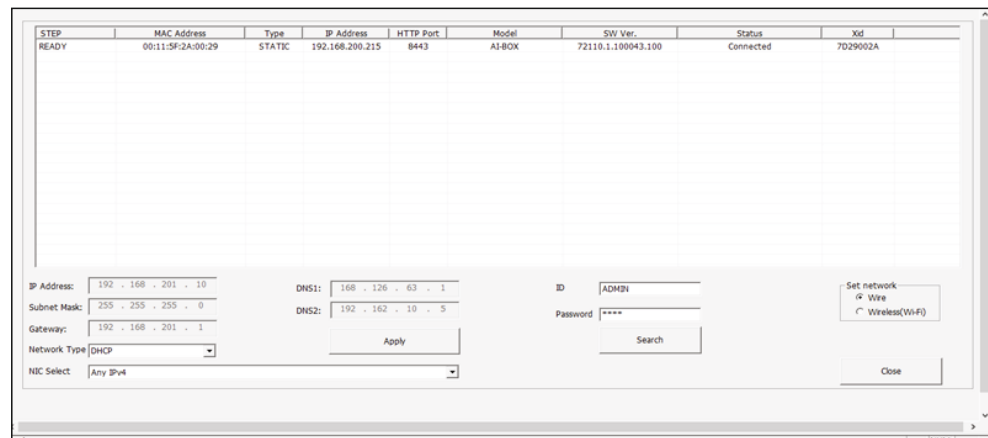 STEP MAC Address Type IP Address HTTP Port Model SW Ver. Status Xid
READY 00:11:5F:2A:00:29 STATIC 192.168.200.215 8443 AI-BOX 72110.1.100043.100 Connected 7D29002A
IP Address: 192 . 168 . 201 . 10 DNS1: 168 . 126 . 63 . 1 ID ADMIN Set network
Subnet Mask: 255 . 255 . 255 . 0 DNS2: 192 . 162 . 10 . 5 Password **** Wire
Gateway: 192 . 168 . 201 . 1 Wireless(Wi-Fi)
Network Type DHCP Apply Search
NIC Select Any IPv4 Close